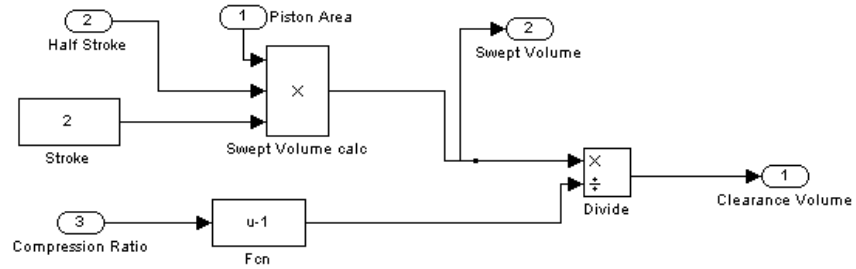 1 Piston Area
2
Half Stroke
2
Swept Volume
×
2
Stroke
Swept Volume calc
×
÷
Divide
1
Clearance Volume
3
Compression Ratio
u-1
Fcn